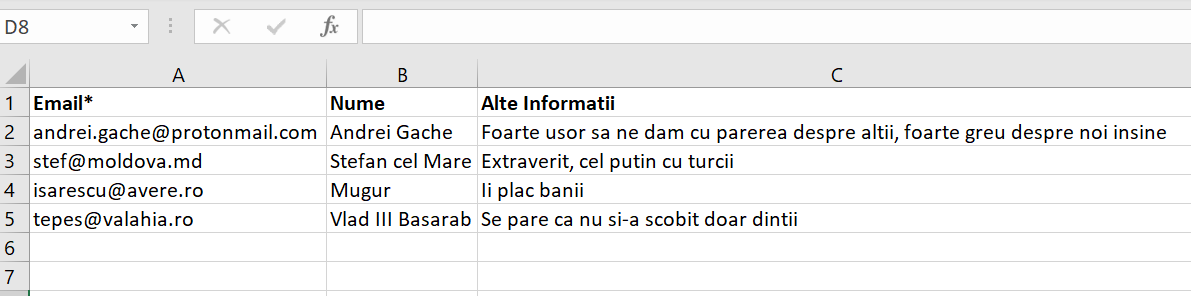 D8 fx
A B C
1 Email* Nume Alte Informatii
2 andrei.gache@protonmail.com Andrei Gache Foarte usor sa ne dam cu parerea despre altii, foarte greu despre noi insine
3 stef@moldova.md Stefan cel Mare Extraverit, cel putin cu turcii
4 isarescu@avere.ro Mugur Ii plac banii
5 tepes@valahia.ro Vlad III Basarab Se pare ca nu si-a scobit doar dintii
6
7